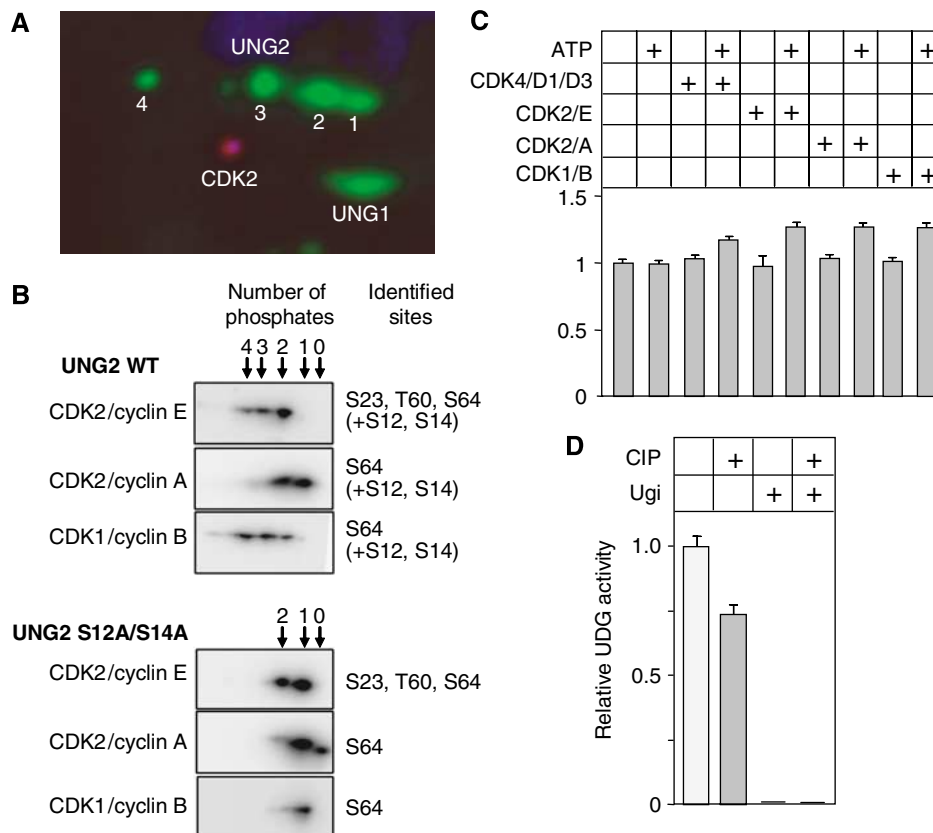 A
UNG2
4
3
2
1
CDK2
UNG1
B
Number of phosphates
Identified sites
4 3 2 1 0
UNG2 WT
CDK2/cyclin E
S23, T60, S64
(+S12, S14)
CDK2/cyclin A
S64
(+S12, S14)
CDK1/cyclin B
S64
(+S12, S14)
2 1 0
UNG2 S12A/S14A
CDK2/cyclin E
S23, T60, S64
CDK2/cyclin A
S64
CDK1/cyclin B
S64
C
ATP + + + + +
CDK4/D1/D3 + +
CDK2/E + +
CDK2/A + +
CDK1/B + +
1.5
1
0.5
0
D
CIP + +
Ugi + +
Relative UDG activity
1.0
0.5
0